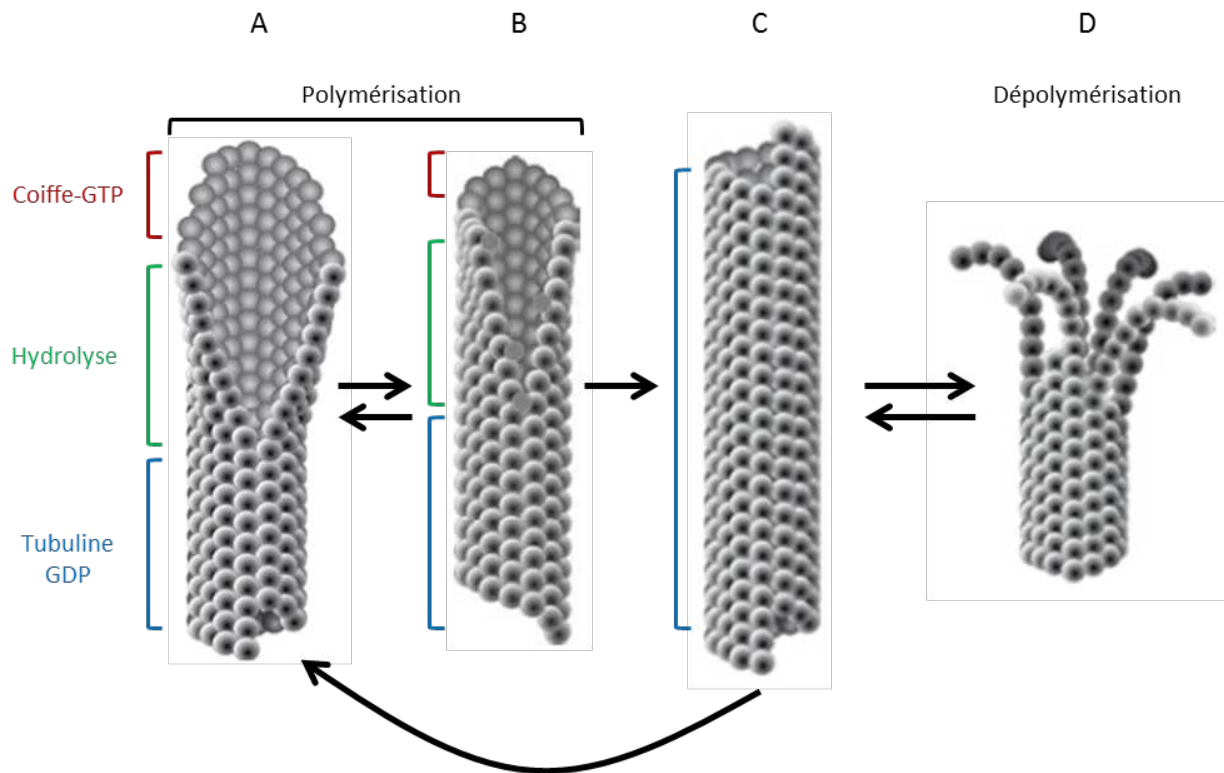 A
B
C
D
Polymérisation
Dépolymérisation
Coiffe-GTP
Hydrolyse
Tubuline
GDP